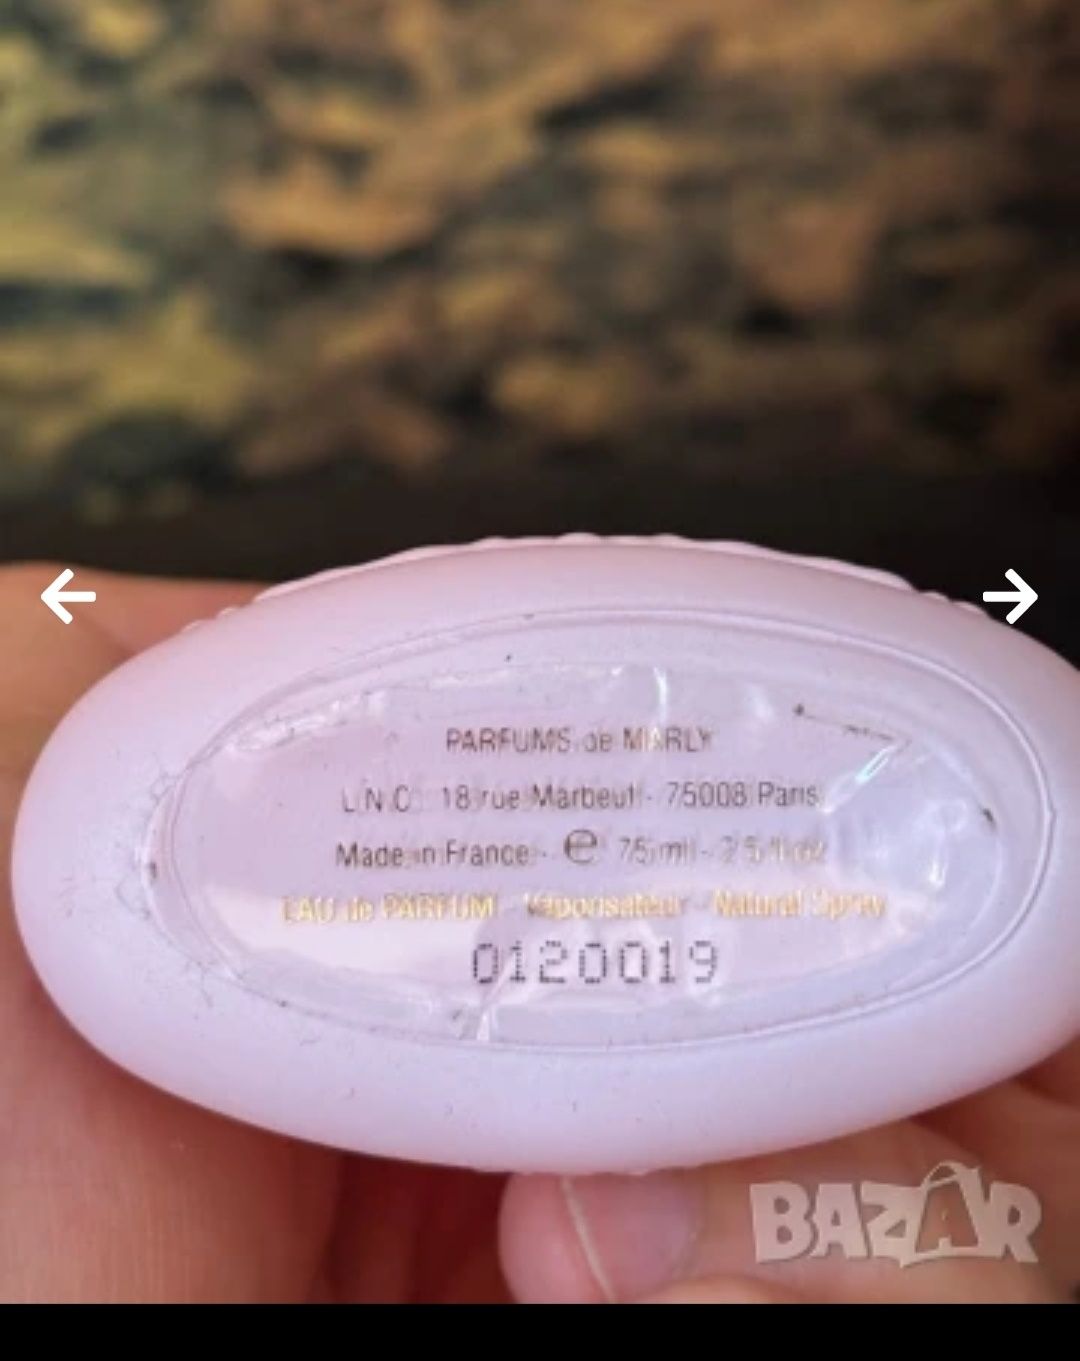 PARFUMS de MARLY
L.N.C. 18 rue Marbeuf - 75008 Paris
Made in France - ℮ 75 ml - 2.5 fl oz
EAU de PARFUM - Vaporisateur - Natural Spray
0120019
BAZAR